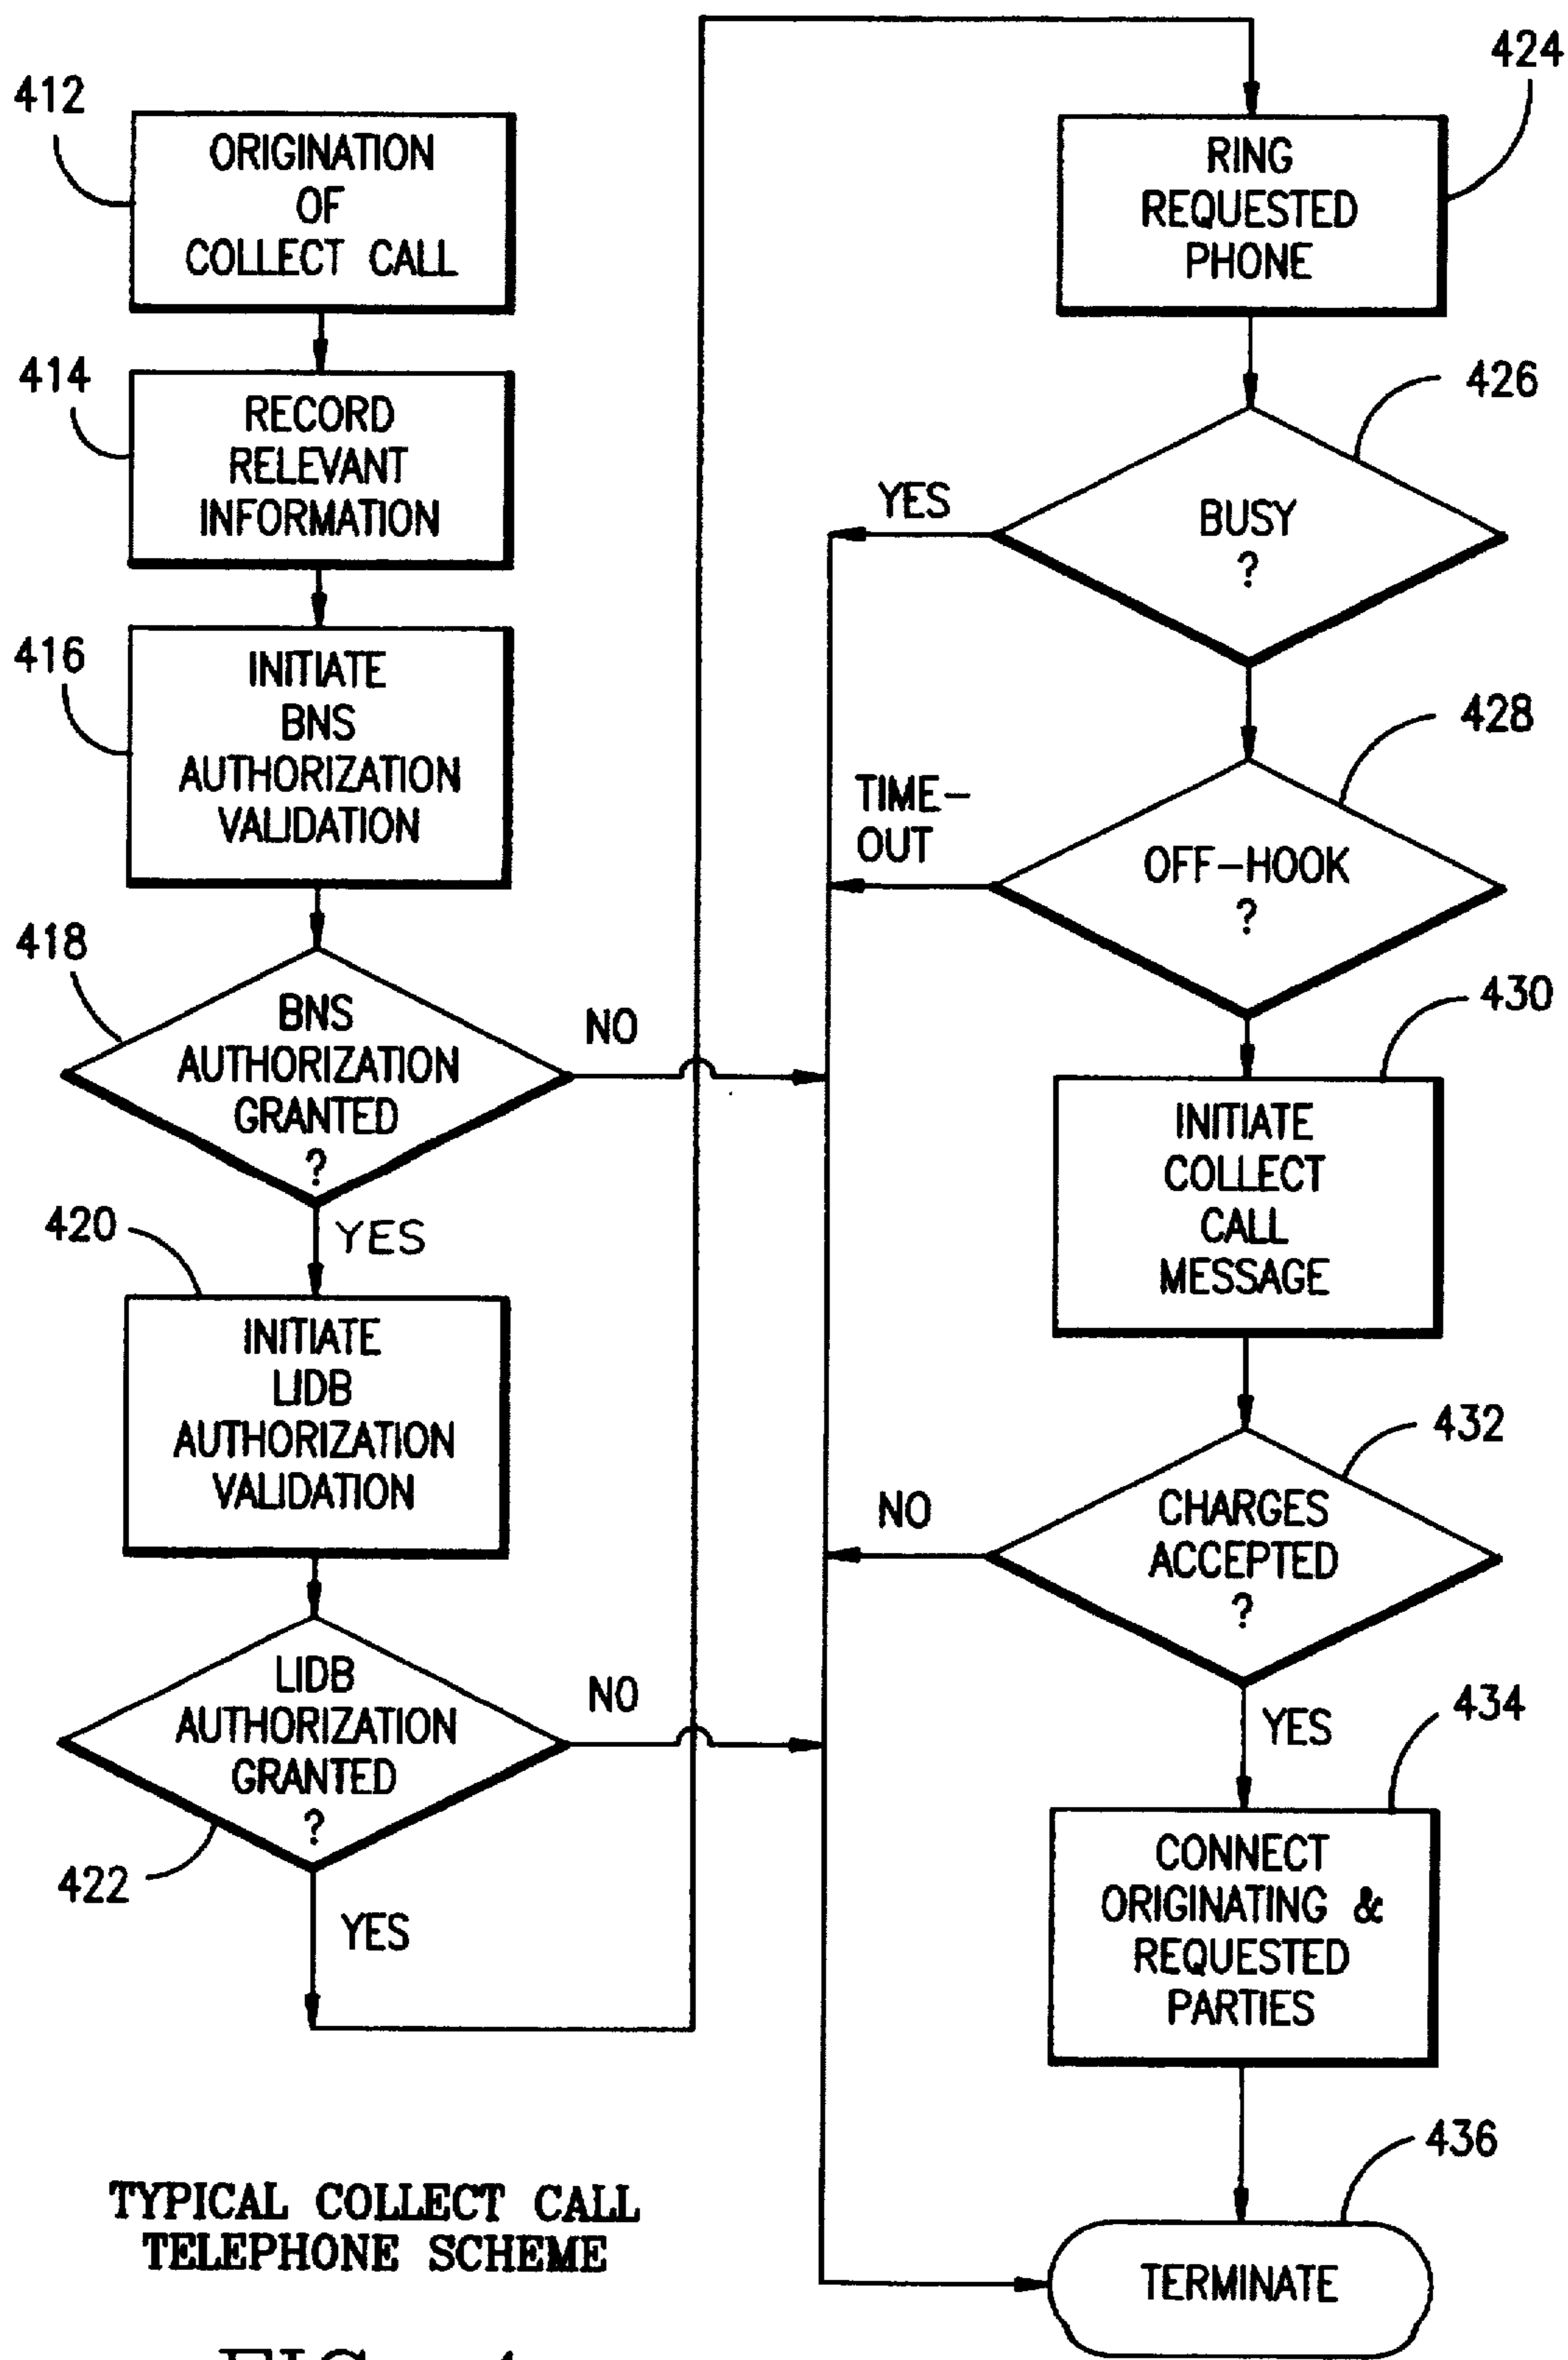 412
ORIGINATION
OF
COLLECT CALL
414
RECORD
RELEVANT
INFORMATION
416
INITIATE
BNS
AUTHORIZATION
VALIDATION
418
BNS
AUTHORIZATION
GRANTED
?
NO
YES
420
INITIATE
LIDB
AUTHORIZATION
VALIDATION
LIDB
AUTHORIZATION
GRANTED
?
NO
422
YES
424
RING
REQUESTED
PHONE
426
BUSY
?
YES
428
OFF-HOOK
?
TIME-
OUT
430
INITIATE
COLLECT
CALL
MESSAGE
432
CHARGES
ACCEPTED
?
NO
YES
434
CONNECT
ORIGINATING &
REQUESTED
PARTIES
436
TERMINATE
TYPICAL COLLECT CALL
TELEPHONE SCHEME